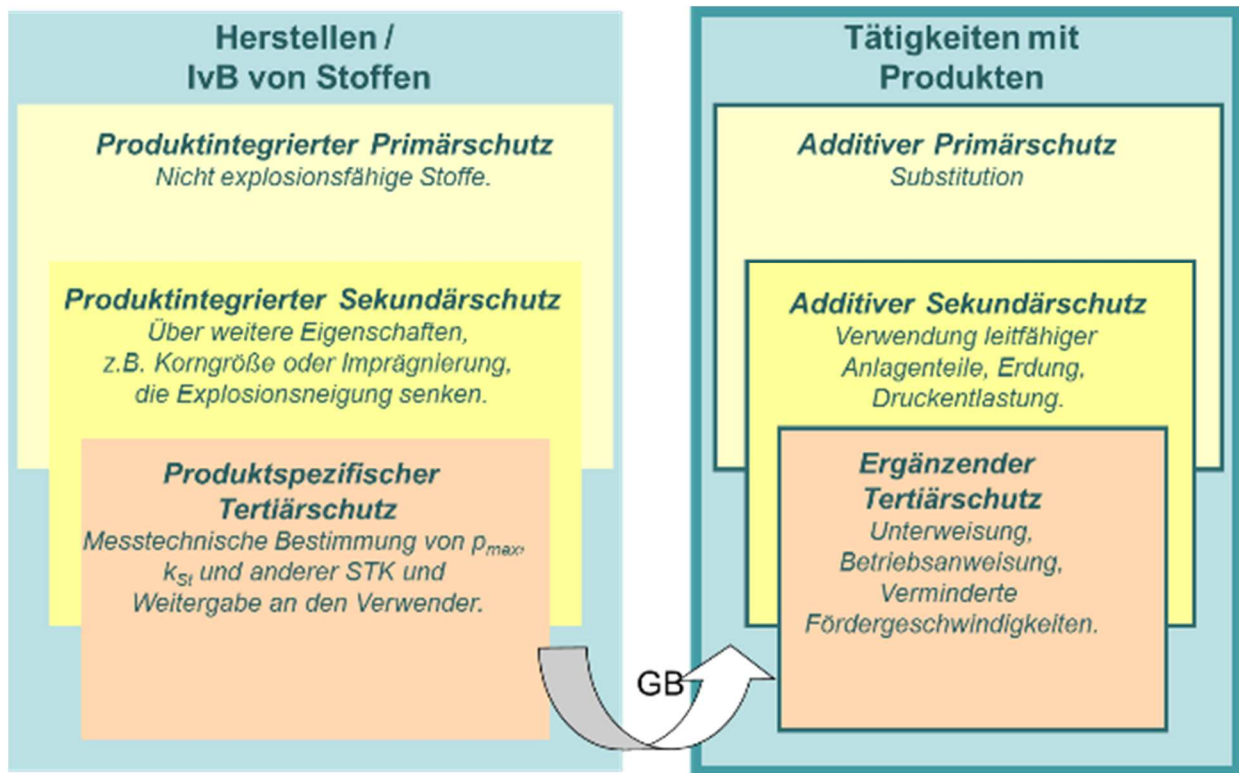 Herstellen /
IvB von Stoffen
Produktintegrierter Primärschutz
Nicht explosionsfähige Stoffe.
Produktintegrierter Sekundärschutz
Über weitere Eigenschaften,
z.B. Korngröße oder Imprägnierung,
die Explosionsneigung senken.
Produktspezifischer
Tertiärschutz
Messtechnische Bestimmung von pmax,
kSt und anderer STK und
Weitergabe an den Verwender.
GB
Tätigkeiten mit
Produkten
Additiver Primärschutz
Substitution
Additiver Sekundärschutz
Verwendung leitfähiger
Anlagenteile, Erdung,
Druckentlastung.
Ergänzender
Tertiärschutz
Unterweisung,
Betriebsanweisung,
Verminderte
Fördergeschwindigkeiten.